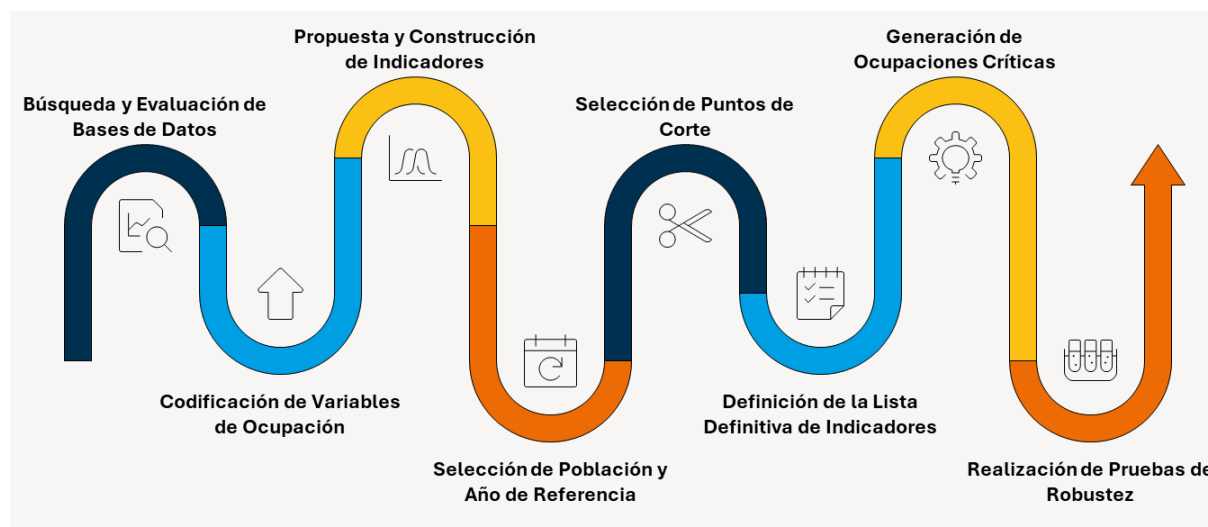 Búsqueda y Evaluación de
Bases de Datos
Codificación de Variables
de Ocupación
Propuesta y Construcción
de Indicadores
Selección de Población y
Año de Referencia
Selección de Puntos de
Corte
Definición de la Lista
Definitiva de Indicadores
Generación de
Ocupaciones Críticas
Realización de Pruebas de
Robustez